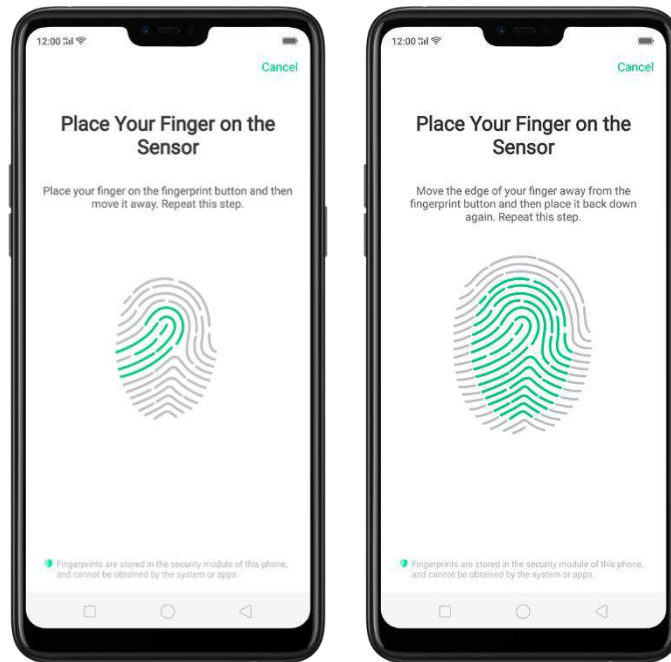 12:00
Cancel
Place Your Finger on the
Sensor
Place your finger on the fingerprint button and then
move it away. Repeat this step.
Fingerprints are stored in the security module of this phone,
and cannot be obtained by the system or apps.
12:00
Cancel
Place Your Finger on the
Sensor
Move the edge of your finger away from the
fingerprint button and then place it back down
again. Repeat this step.
Fingerprints are stored in the security module of this phone,
and cannot be obtained by the system or apps.